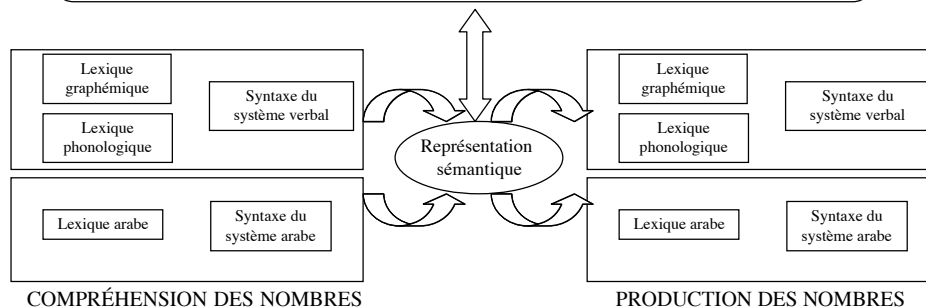 Lexique
graphémique
Lexique
phonologique
Syntaxe du
système verbal
Lexique arabe
Syntaxe du
système arabe
COMPRÉHENSION DES NOMBRES
Représentation
sémantique
Lexique
graphémique
Lexique
phonologique
Syntaxe du
système verbal
Lexique arabe
Syntaxe du
système arabe
PRODUCTION DES NOMBRES